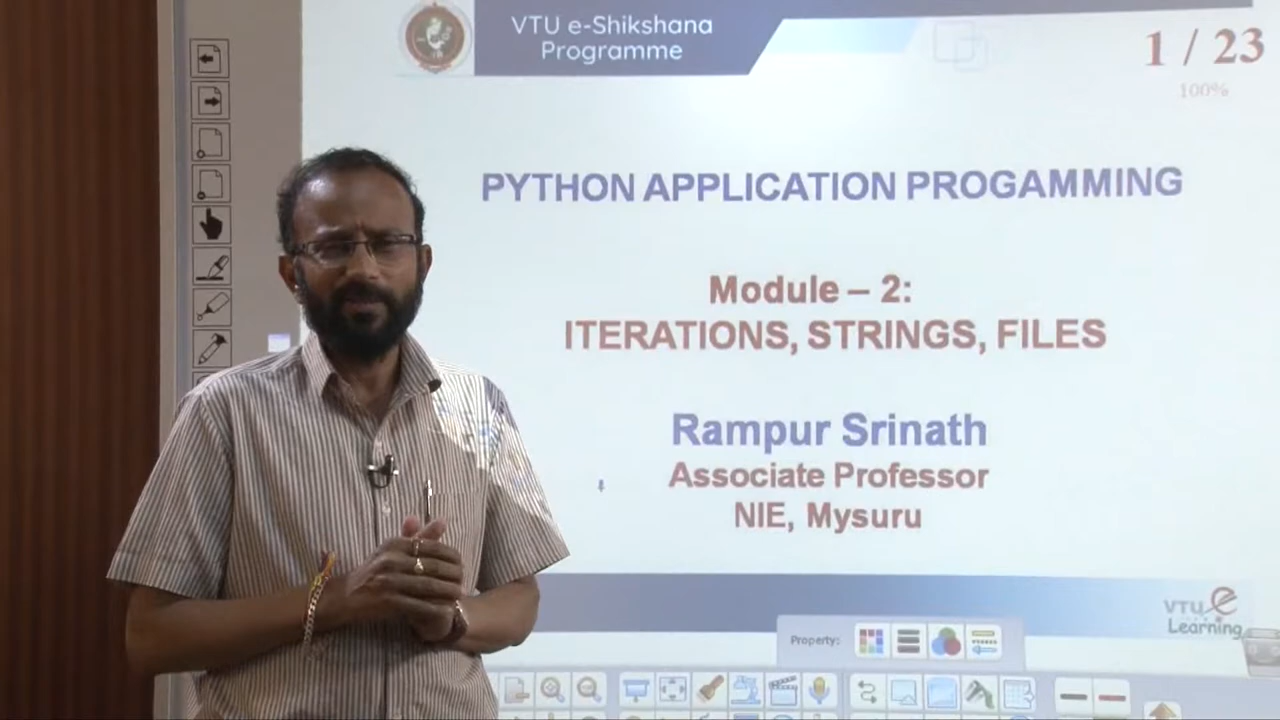 VTU e-Shikshana
Programme
1 / 23
100%
PYTHON APPLICATION PROGAMMING
Module – 2:
ITERATIONS, STRINGS, FILES
Rampur Srinath
Associate Professor
NIE, Mysuru
VTU e
Learning
Property: